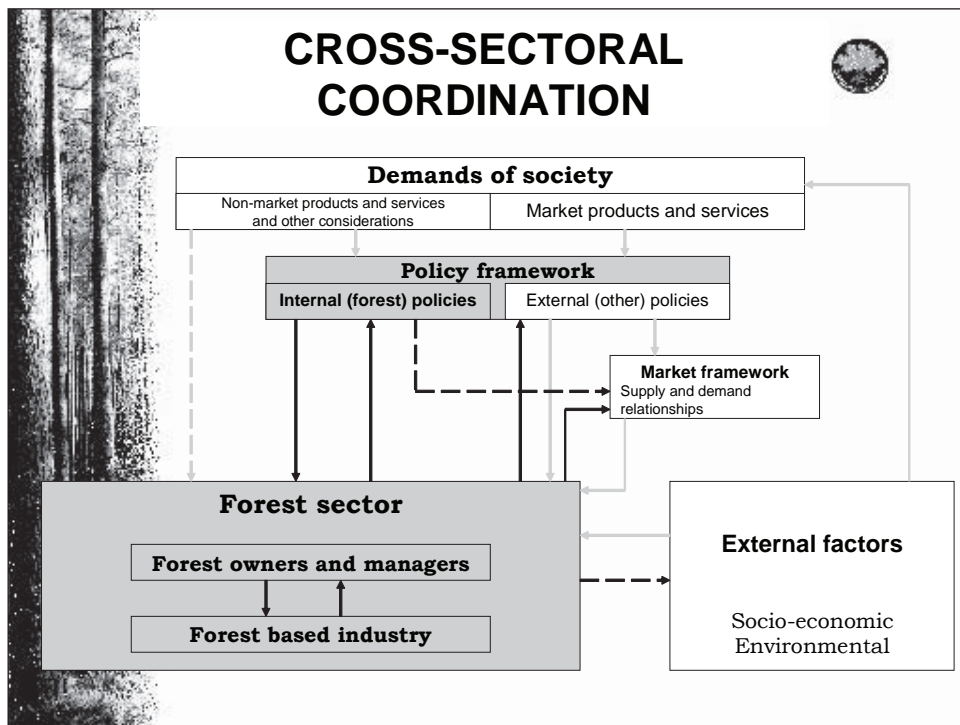 CROSS-SECTORAL
COORDINATION
Demands of society
Non-market products and services
and other considerations
Market products and services
Policy framework
Internal (forest) policies
External (other) policies
Market framework
Supply and demand
relationships
Forest sector
Forest owners and managers
Forest based industry
External factors
Socio-economic
Environmental